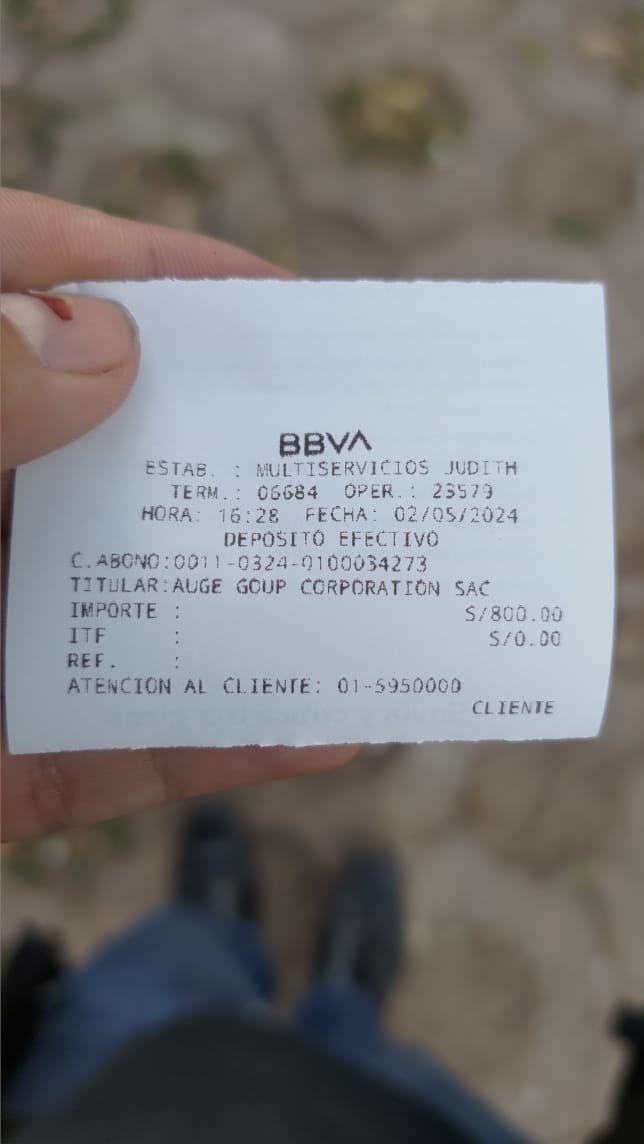 BBVA
ESTAB. : MULTISERVICIOS JUDITH
TERM.: 06684 OPER.: 23579
HORA: 16:28 FECHA: 02/05/2024
DEPOSITO EFECTIVO
C.ABONO:0011-0324-0100034273
TITULAR:AUGE GOUP CORPORATION SAC
IMPORTE : S/800.00
ITF : S/0.00
REF. :
ATENCION AL CLIENTE: 01-5950000
CLIENTE